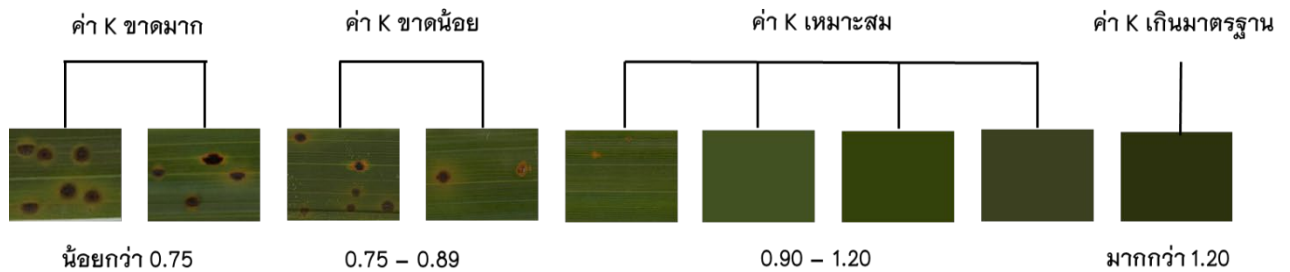 ค่า K ขาดมาก
ค่า K ขาดน้อย
ค่า K เหมาะสม
ค่า K เกินมาตรฐาน
น้อยกว่า 0.75
0.75 – 0.89
0.90 – 1.20
มากกว่า 1.20